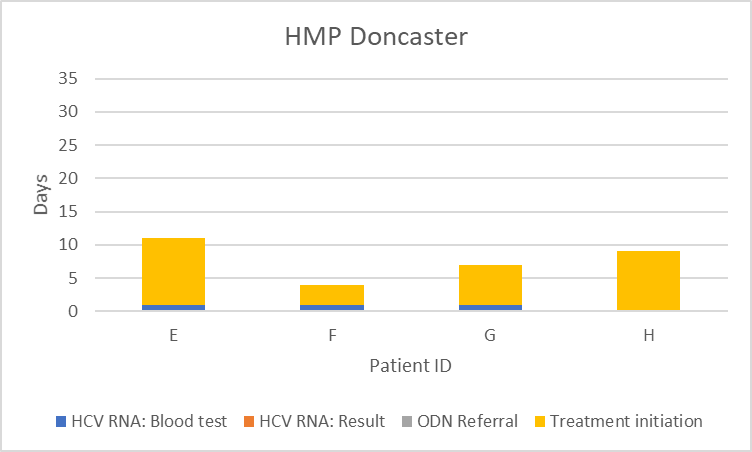 HMP Doncaster
35
30
25
20
15
10
5
0
Days
E F G H
Patient ID
HCV RNA: Blood test HCV RNA: Result ODN Referral Treatment initiation